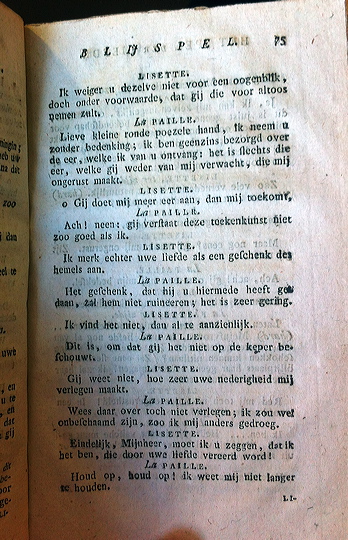 BLIJSPEL. 75
LISETTE.
Ik weiger u dezelve niet voor een oogenblik,
doch onder voorwaarde, dat gij die voor altoos
nemen zult.
La PAILLE.
Lieve kleine ronde poezele hand, ik neem u
zonder bedenking; ik ben geenzins bezorgd over
de eer, welke ik van u ontvang: het is slechts die
eer, welke gij weder van mij verwacht, die mij
ongerust maakt.
LISETTE.
o Gij doet mij meer eer aan, dan mij toekomt.
La PAILLE.
Ach! neen: gij verstaat deze toekenkunst niet
zoo goed als ik.
LISETTE.
Ik merk echter uwe liefde als een geschenk des
hemels aan.
La PAILLE.
Het geschenk, dat hij u hiermede heeft ge-
daan, zal hem niet ruineeren; het is zeer gering.
LISETTE.
Ik vind het niet, dan al te aanzienlijk.
La PAILLE.
Dit is, om dat gij het niet op de keper be-
schouwt.
LISETTE.
Gij weet niet, hoe zeer uwe nederigheid mij
verlegen maakt.
La PAILLE.
Wees daar over toch niet verlegen; ik zou wel
onbeschaamd zijn, zoo ik mij anders gedroeg.
LISETTE.
Eindelijk, Mijnheer, moet ik u zeggen, dat ik
het ben, die door uwe liefde vereerd word!
La PAILLE.
Houd op, houd op! ik weet mij niet langer
te houden.
LI-